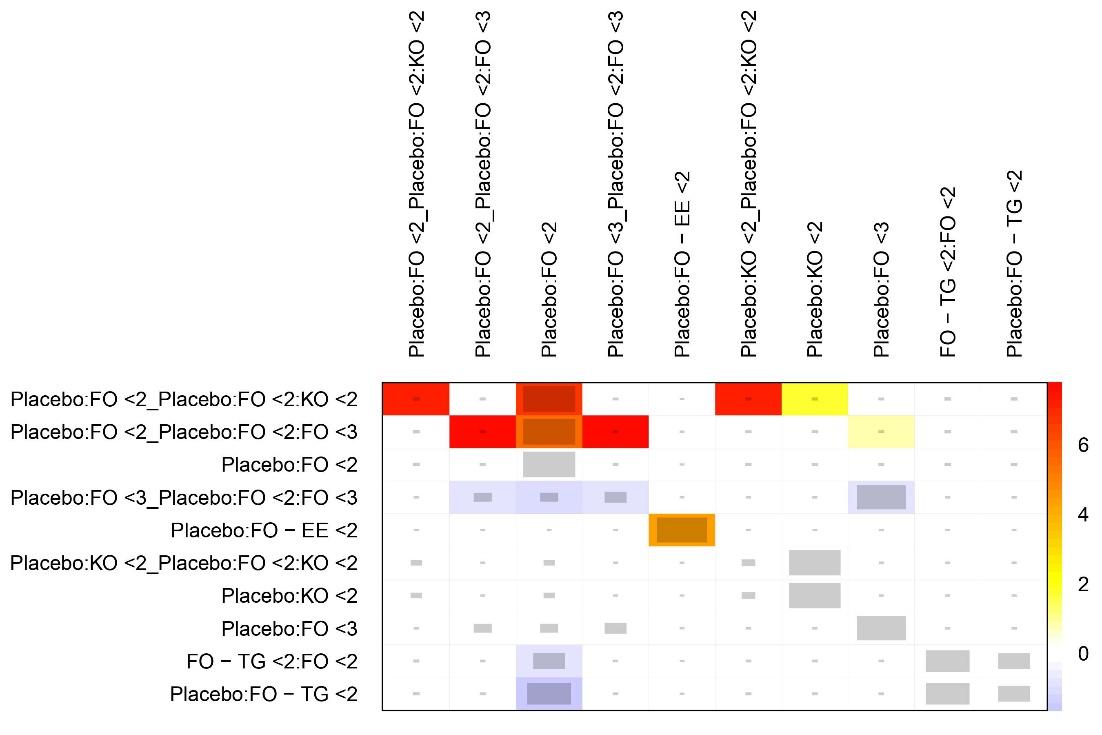 Placebo:FO <2_Placebo:FO <2:KO <2
Placebo:FO <2_Placebo:FO <2:FO <3
Placebo:FO <2
Placebo:FO <3_Placebo:FO <2:FO <3
Placebo:FO − EE <2
Placebo:KO <2_Placebo:FO <2:KO <2
Placebo:KO <2
Placebo:FO <3
FO − TG <2:FO <2
Placebo:FO − TG <2
Placebo:FO <2_Placebo:FO <2:KO <2
Placebo:FO <2_Placebo:FO <2:FO <3
Placebo:FO <2
Placebo:FO <3_Placebo:FO <2:FO <3
Placebo:FO − EE <2
Placebo:KO <2_Placebo:FO <2:KO <2
Placebo:KO <2
Placebo:FO <3
FO − TG <2:FO <2
Placebo:FO − TG <2
6
4
2
0